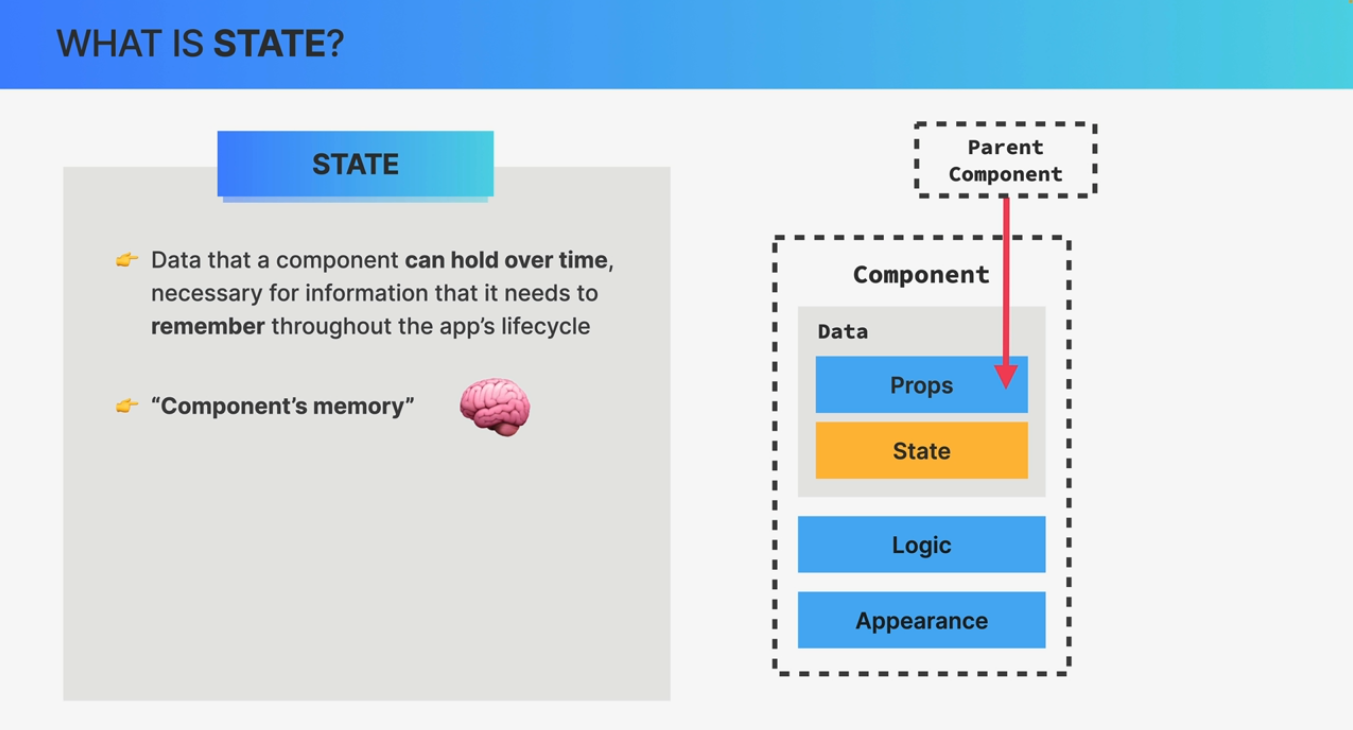 WHAT IS STATE?
STATE
👉 Data that a component can hold over time,
necessary for information that it needs to
remember throughout the app’s lifecycle
👉 “Component’s memory”
Parent
Component
Component
Data
Props
State
Logic
Appearance